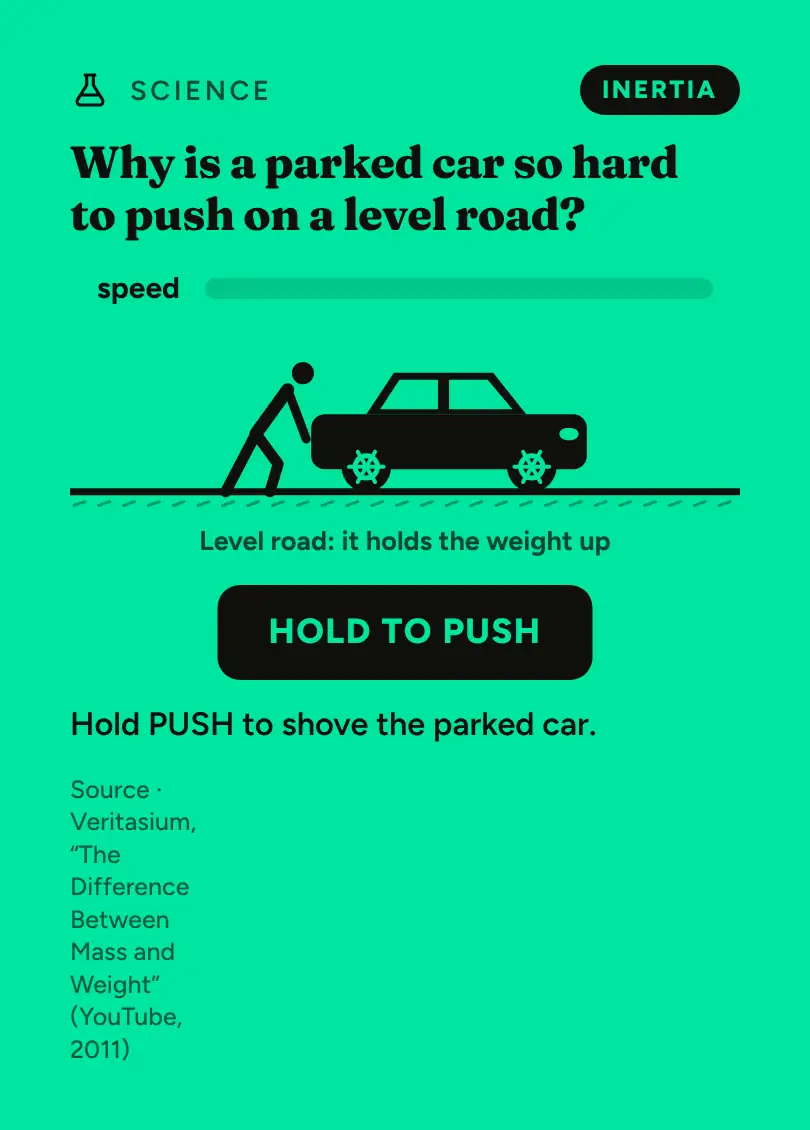 SCIENCE
INERTIA
Why is a parked car so hard
to push on a level road?
speed
Level road: it holds the weight up
HOLD TO PUSH
Hold PUSH to shove the parked car.
Source ·
Veritasium,
“The
Difference
Between
Mass and
Weight”
(YouTube,
2011)